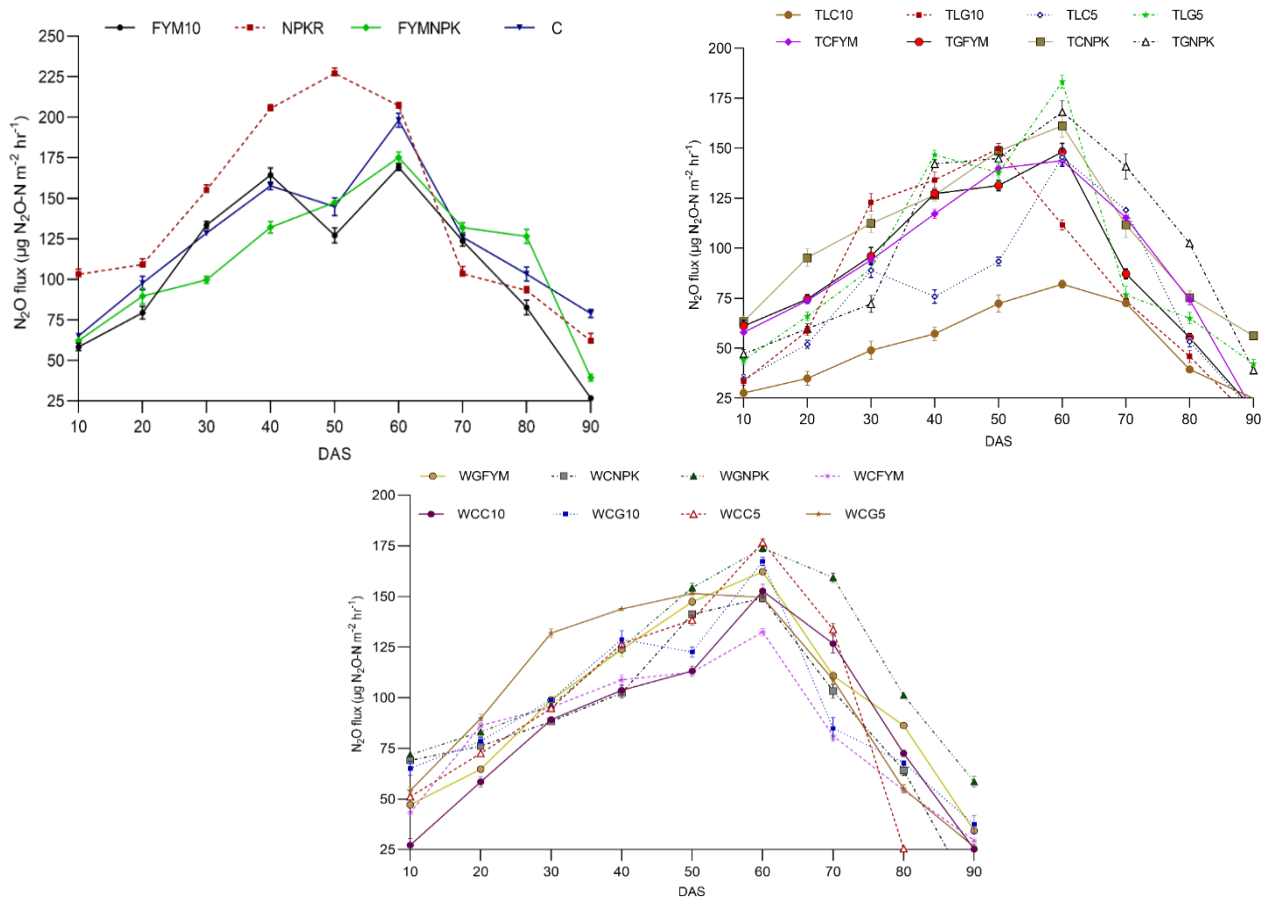 FYM10 NPKR FYMNPK C
N₂O flux (µg N₂O-N m⁻² hr⁻¹)
250
225
200
175
150
125
100
75
50
25
10 20 30 40 50 60 70 80 90
DAS
TLC10 TLG10 TLC5 TLG5
TCFYM TGFYM TCNPK TGNPK
N₂O flux (µg N₂O-N m⁻² hr⁻¹)
200
175
150
125
100
75
50
25
10 20 30 40 50 60 70 80 90
DAS
WGFYM WCNPK WGNPK WCFYM
WCC10 WCG10 WCC5 WCG5
N₂O flux (µg N₂O-N m⁻² hr⁻¹)
200
175
150
125
100
75
50
25
10 20 30 40 50 60 70 80 90
DAS